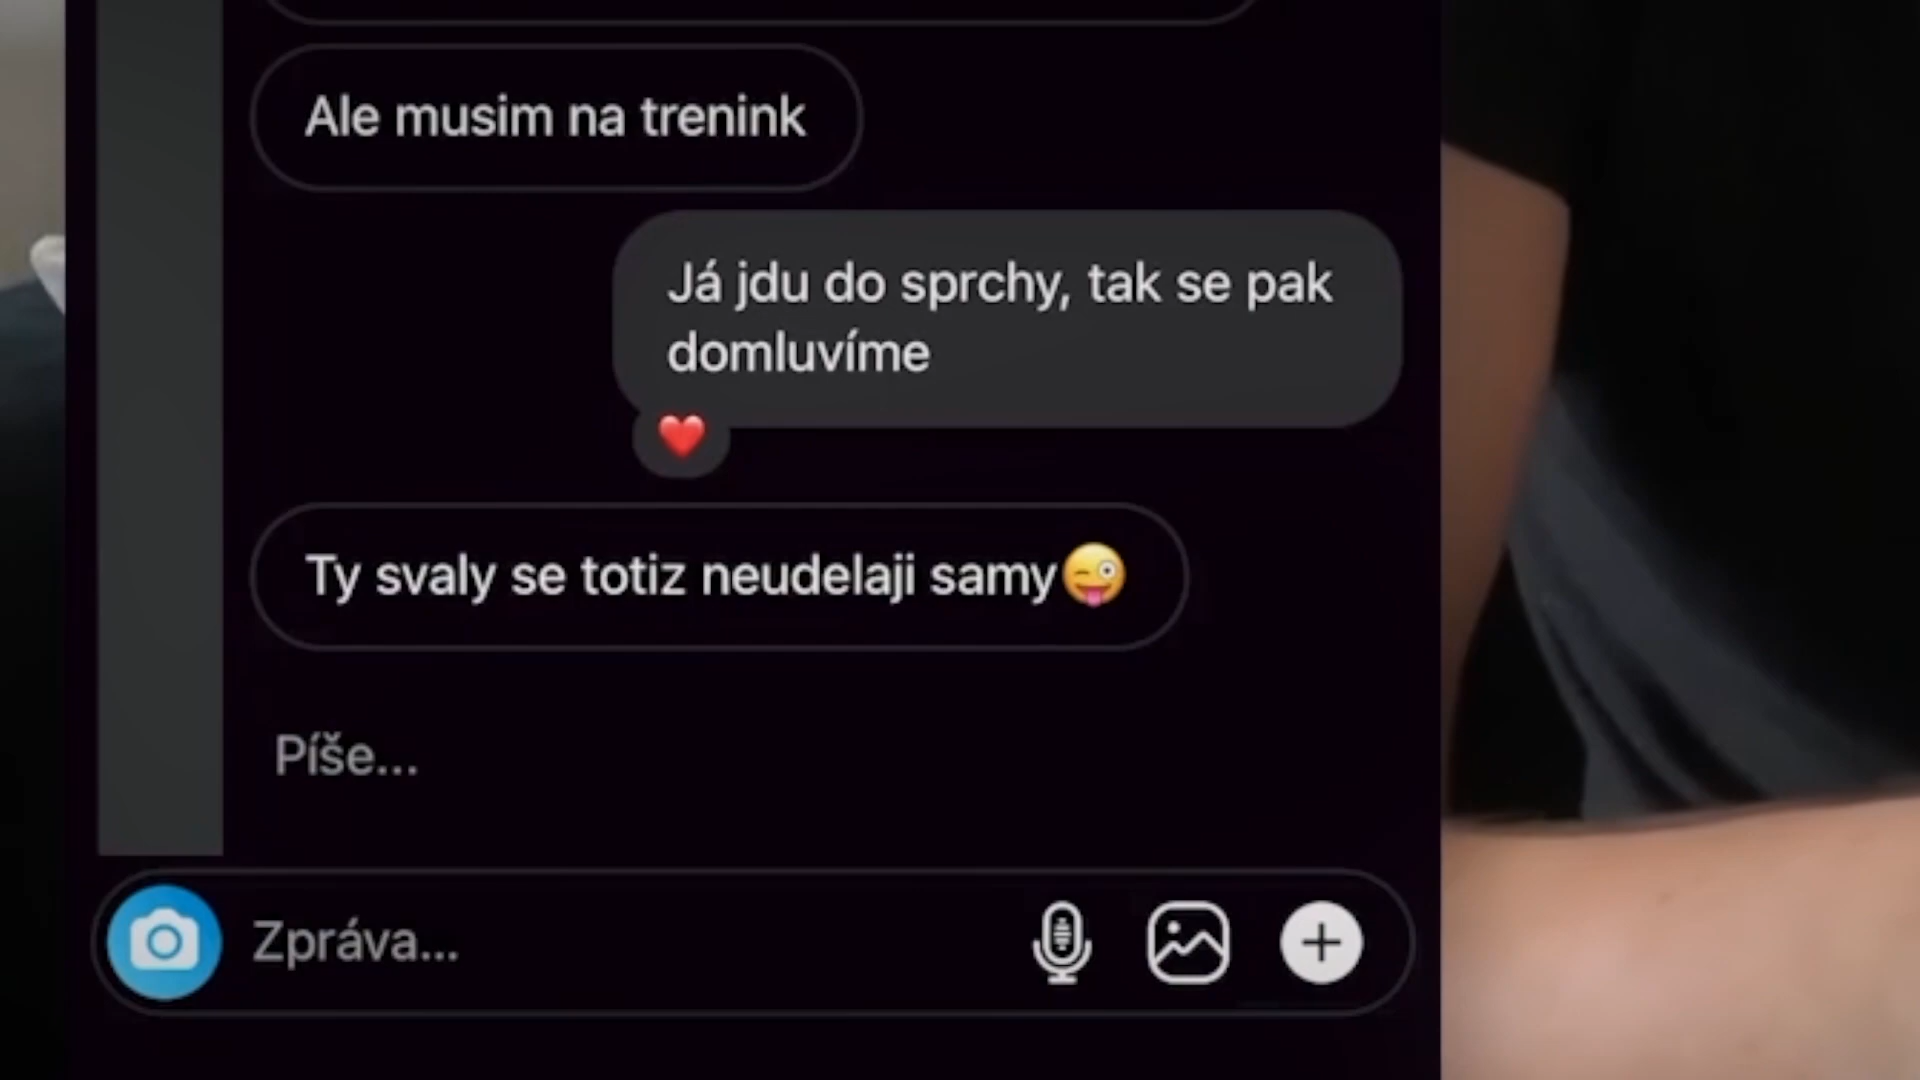 Ale musim na trenink
Já jdu do sprchy, tak se pak
domluvíme
Ty svaly se totiz neudelaji samy😜
Píše...
Zpráva...